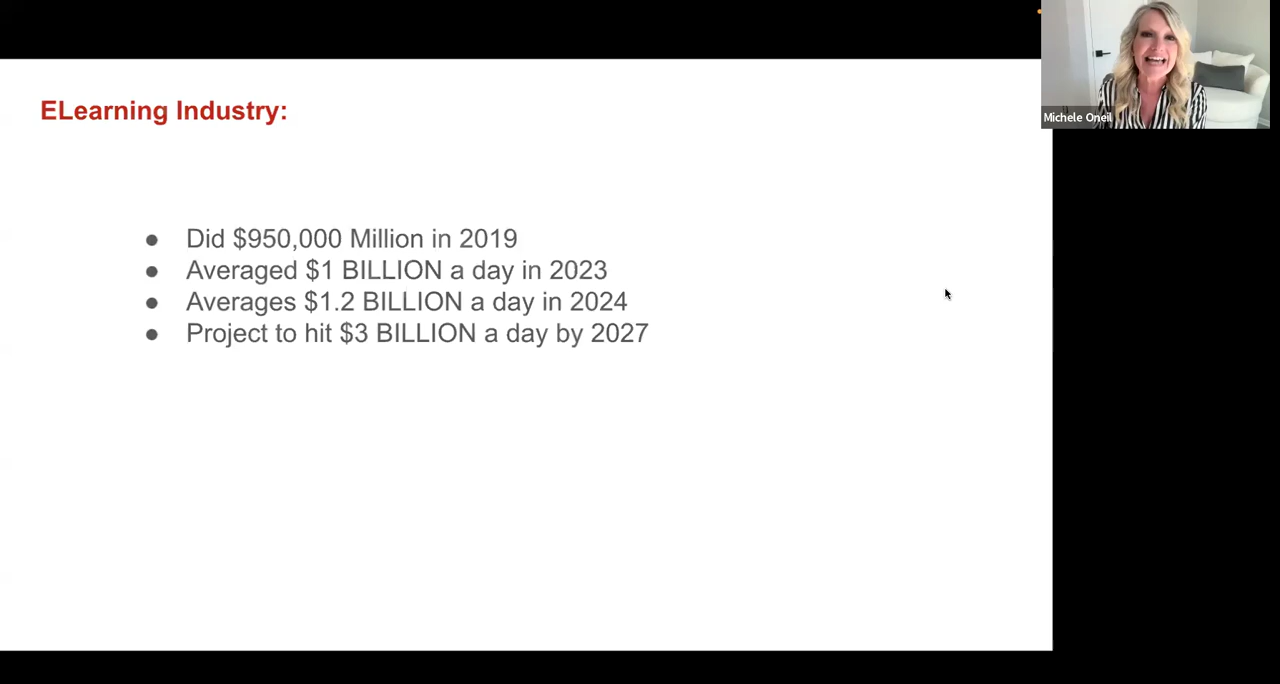 ELearning Industry:
● Did $950,000 Million in 2019
● Averaged $1 BILLION a day in 2023
● Averages $1.2 BILLION a day in 2024
● Project to hit $3 BILLION a day by 2027
Michele Oneil